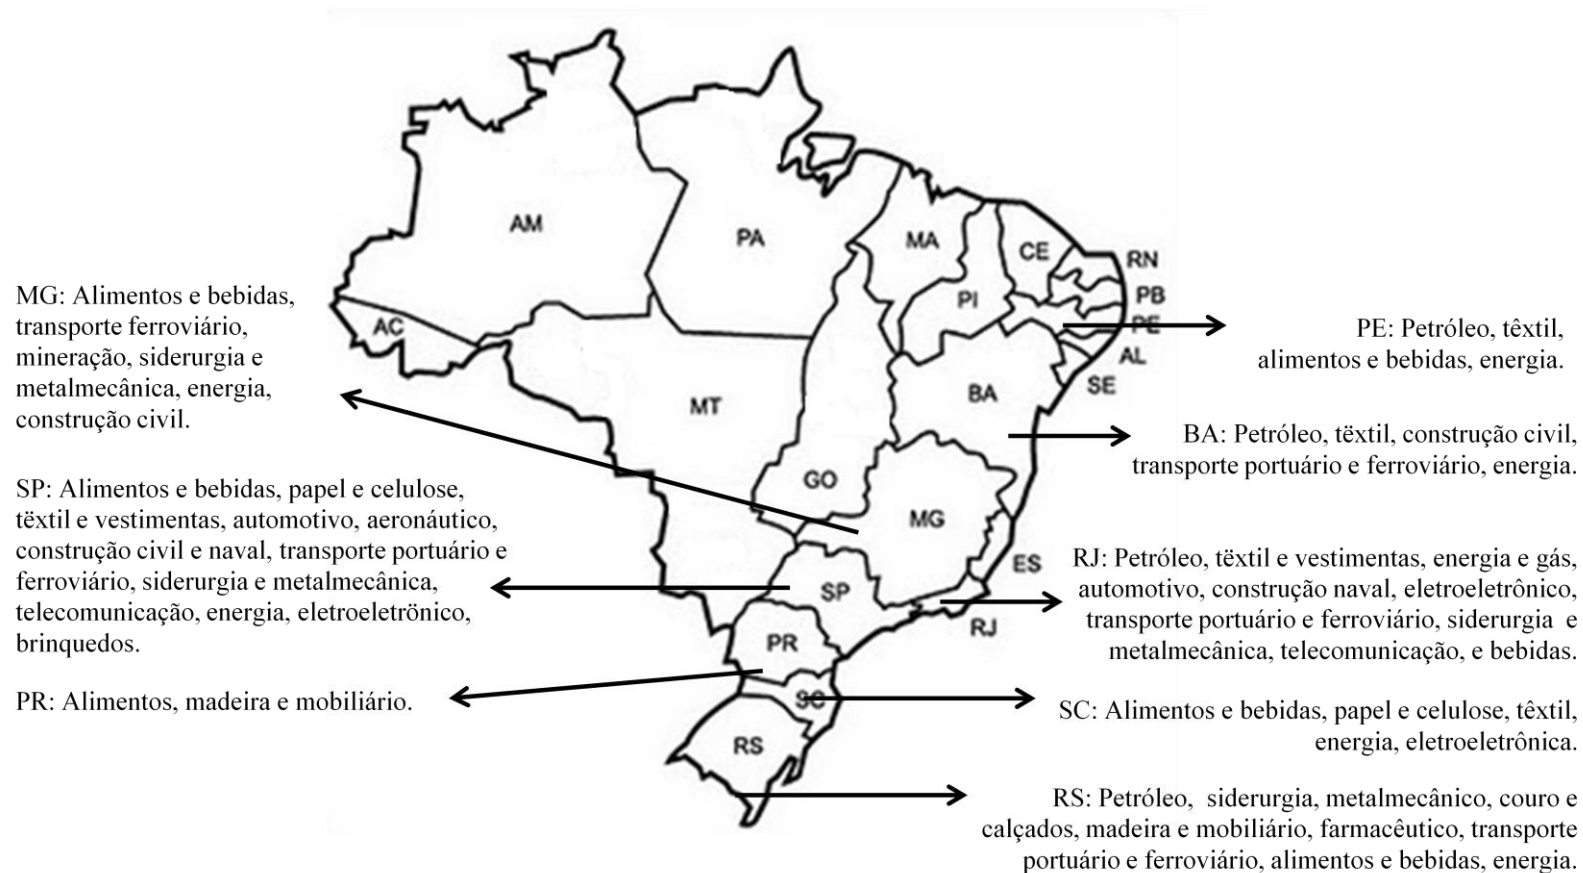 MG: Alimentos e bebidas,
transporte ferroviário,
mineração, siderurgia e
metalmecânica, energia,
construção civil.
SP: Alimentos e bebidas, papel e celulose,
tëxtil e vestimentas, automotivo, aeronáutico,
construção civil e naval, transporte portuário e
ferroviário, siderurgia e metalmecânica,
telecomunicação, energia, eletroeletrönico,
brinquedos.
PR: Alimentos, madeira e mobiliário.
AM
PA
MA
CE
RN
PI
PB
PE
AC
AL
SE
BA
MT
GO
MG
ES
SP
RJ
PR
SC
RS
PE: Petróleo, têxtil,
alimentos e bebidas, energia.
BA: Petróleo, tëxtil, construção civil,
transporte portuário e ferroviário, energia.
RJ: Petróleo, tëxtil e vestimentas, energia e gás,
automotivo, construção naval, eletroeletrônico,
transporte portuário e ferroviário, siderurgia e
metalmecânica, telecomunicação, e bebidas.
SC: Alimentos e bebidas, papel e celulose, têxtil,
energia, eletroeletrônica.
RS: Petróleo, siderurgia, metalmecânico, couro e
calçados, madeira e mobiliário, farmacêutico, transporte
portuário e ferroviário, alimentos e bebidas, energia.